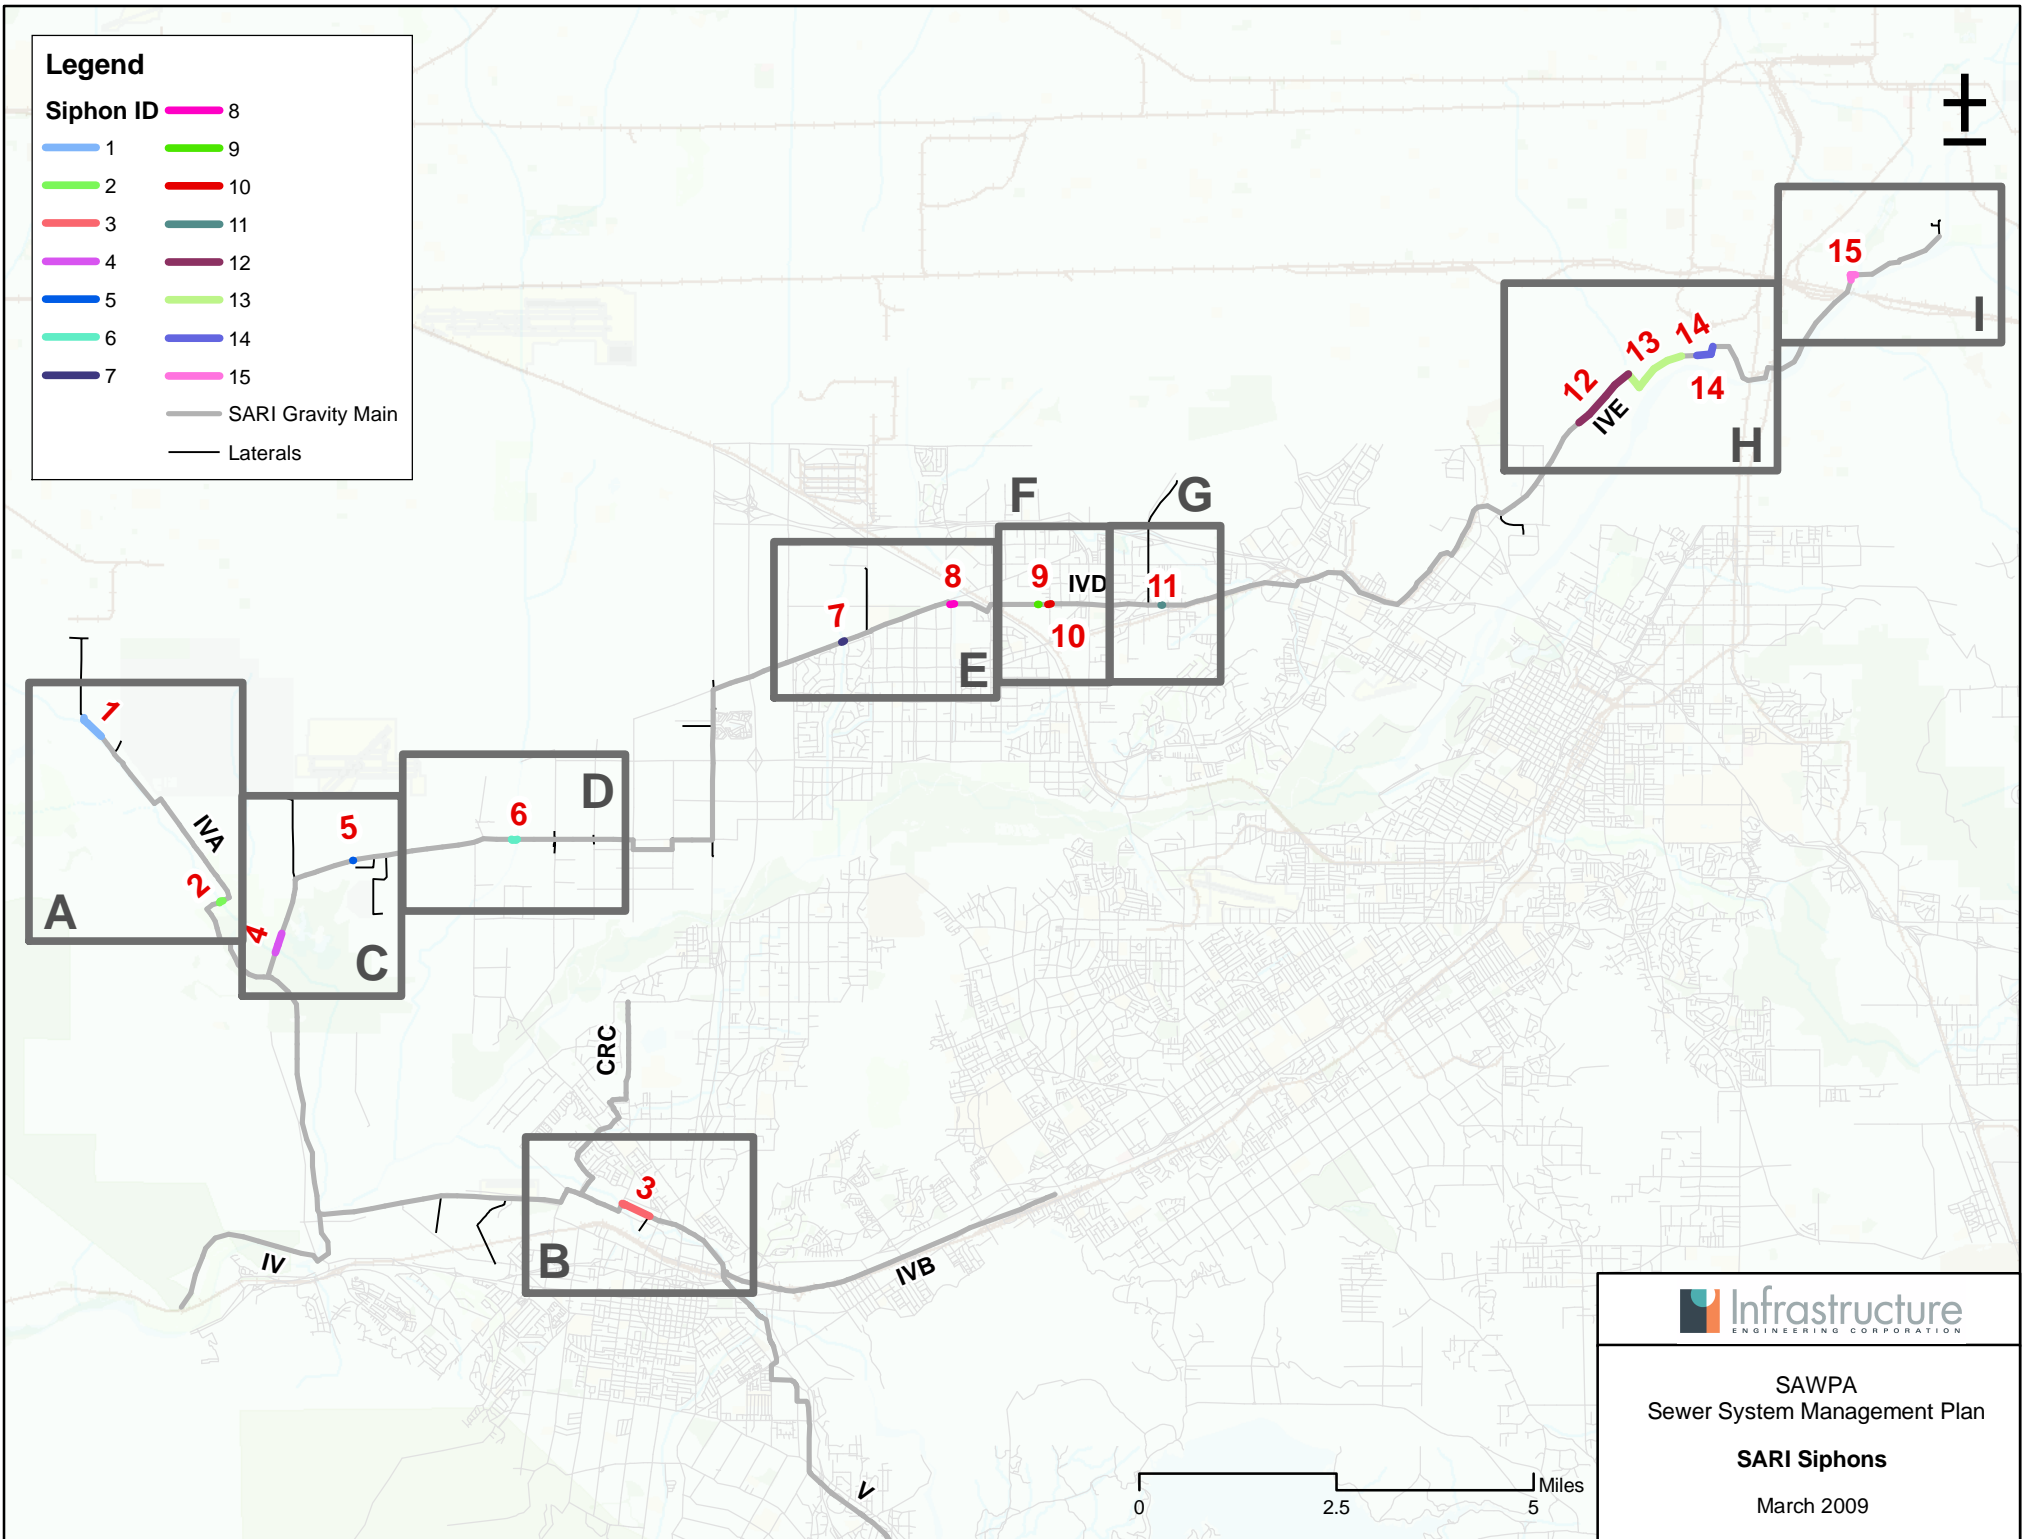 Legend
Siphon ID
1
2
3
4
5
6
7
8
9
10
11
12
13
14
15
SARI Gravity Main
Laterals
±
15
I
14
13
12
14
IVE
H
F
G
8
9
IVD
11
7
10
E
1
D
6
5
IVA
2
4
A
C
CRC
3
B
IV
IVB
V
Infrastructure
ENGINEERING CORPORATION
SAWPA
Sewer System Management Plan
SARI Siphons
March 2009
Miles
0 2.5 5